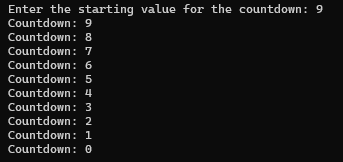 Enter the starting value for the countdown: 9
Countdown: 9
Countdown: 8
Countdown: 7
Countdown: 6
Countdown: 5
Countdown: 4
Countdown: 3
Countdown: 2
Countdown: 1
Countdown: 0